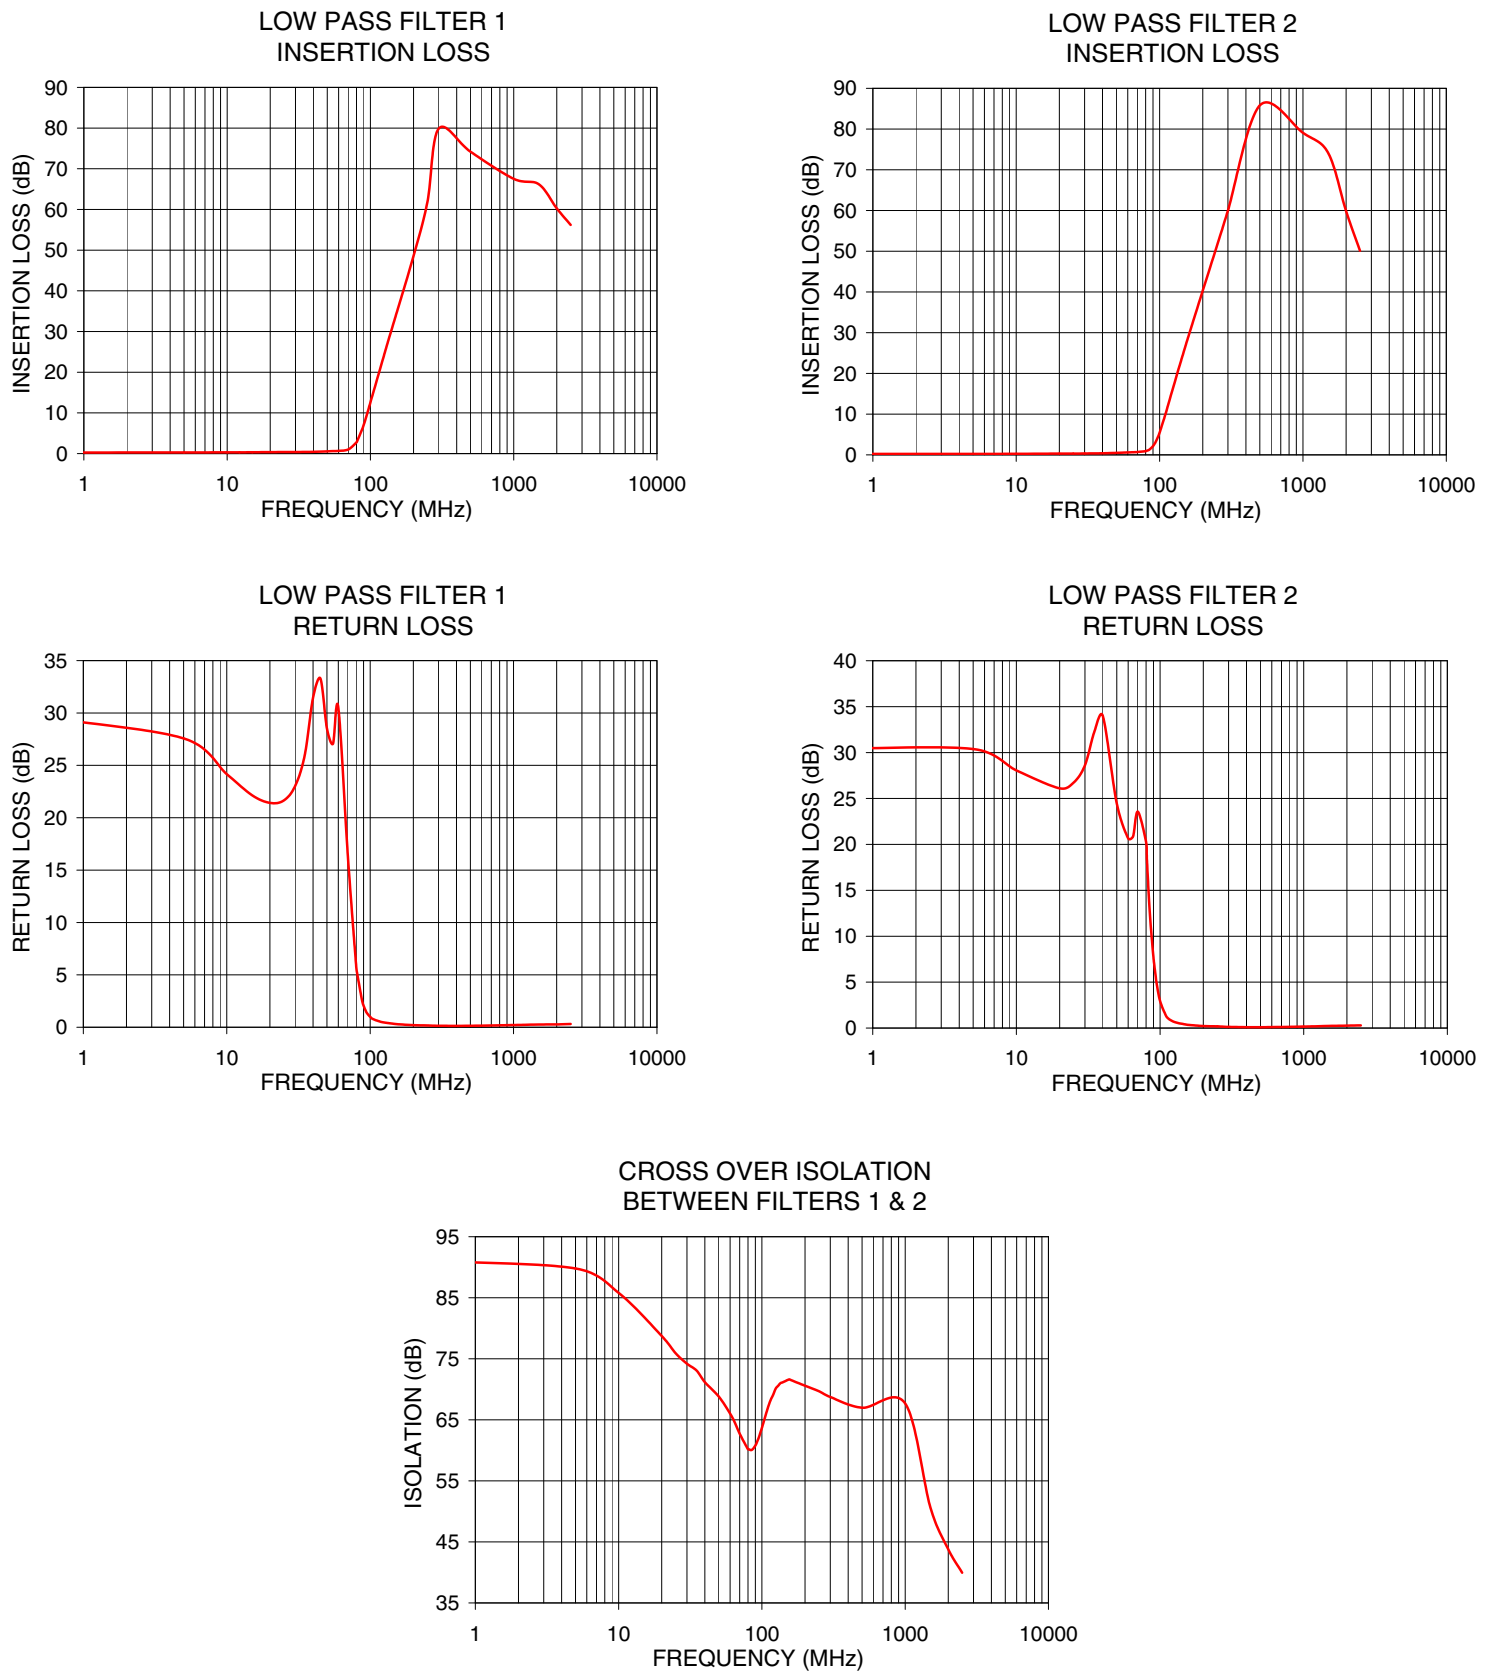 LOW PASS FILTER 1
INSERTION LOSS
90
80
70
60
50
40
30
20
10
0
INSERTION LOSS (dB)
1 10 100 1000 10000
FREQUENCY (MHz)
LOW PASS FILTER 2
INSERTION LOSS
90
80
70
60
50
40
30
20
10
0
INSERTION LOSS (dB)
1 10 100 1000 10000
FREQUENCY (MHz)
LOW PASS FILTER 1
RETURN LOSS
35
30
25
20
15
10
5
0
RETURN LOSS (dB)
1 10 100 1000 10000
FREQUENCY (MHz)
LOW PASS FILTER 2
RETURN LOSS
40
35
30
25
20
15
10
5
0
RETURN LOSS (dB)
1 10 100 1000 10000
FREQUENCY (MHz)
CROSS OVER ISOLATION
BETWEEN FILTERS 1 & 2
95
85
75
65
55
45
35
ISOLATION (dB)
1 10 100 1000 10000
FREQUENCY (MHz)